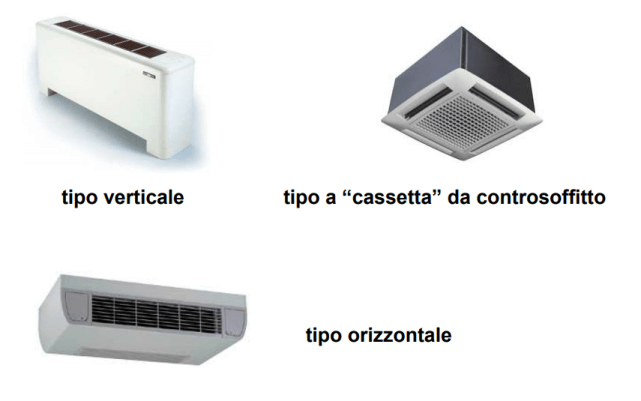 tipo verticale
tipo a “cassetta” da controsoffitto
tipo orizzontale